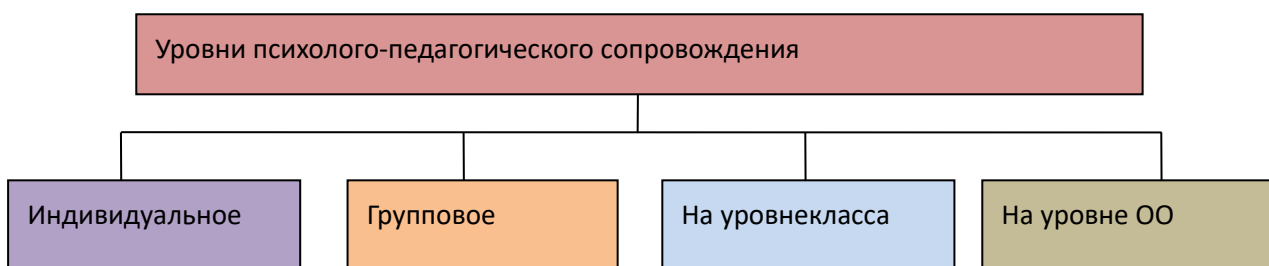 Уровни психолого-педагогического сопровождения
Индивидуальное
Групповое
На уровнекласса
На уровне ОО